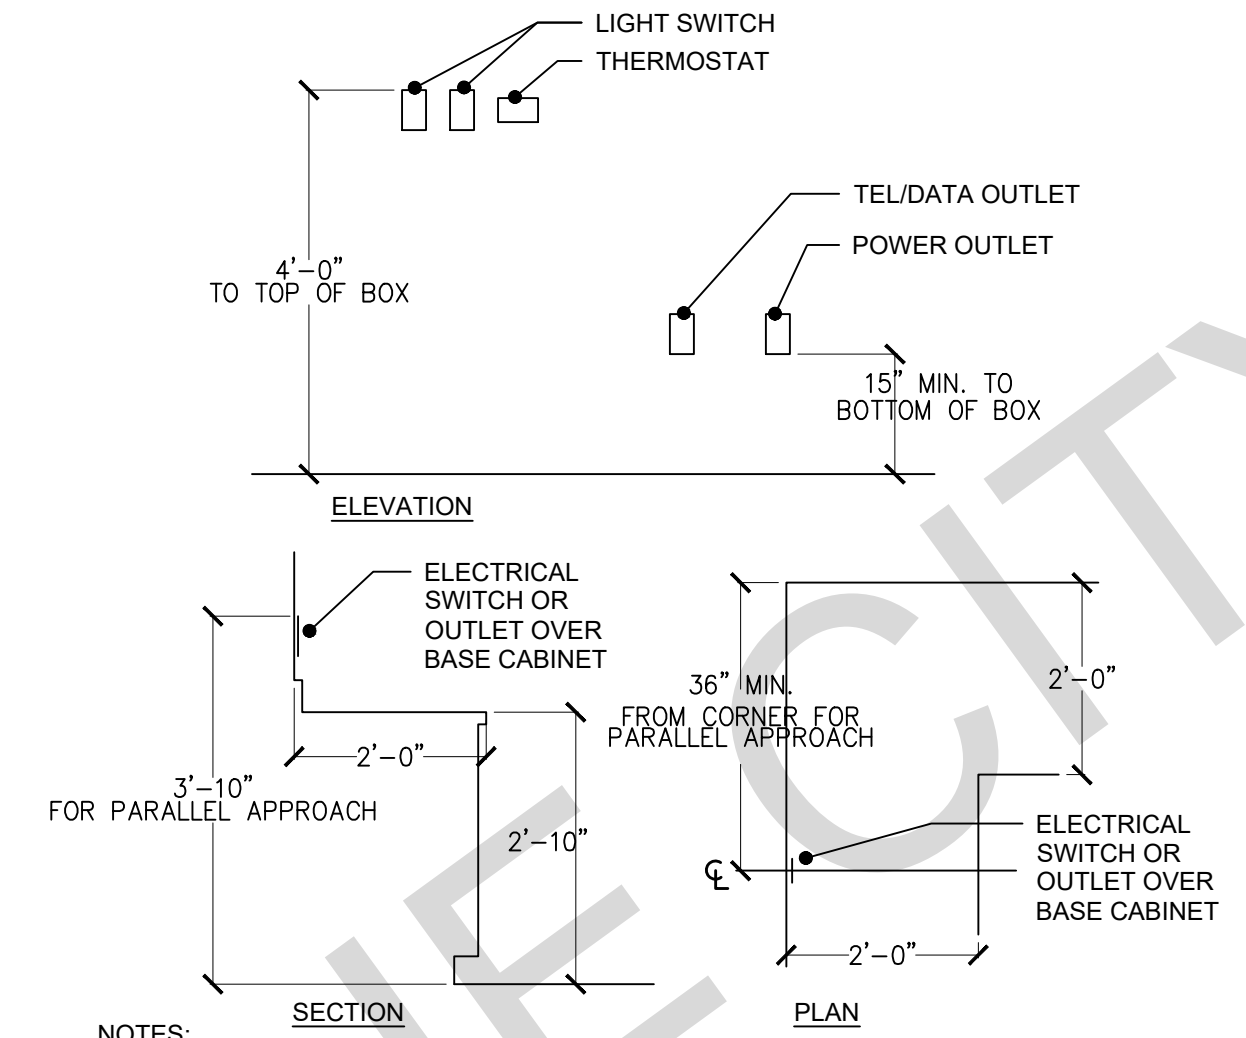 LIGHT SWITCH
THERMOSTAT
TEL/DATA OUTLET
POWER OUTLET
4'-0"
TO TOP OF BOX
15" MIN. TO
BOTTOM OF BOX
ELEVATION
ELECTRICAL
SWITCH OR
OUTLET OVER
BASE CABINET
2'-0"
3'-10"
FOR PARALLEL APPROACH
2'-10"
SECTION
36" MIN.
FROM CORNER FOR
PARALLEL APPROACH
2'-0"
ELECTRICAL
SWITCH OR
OUTLET OVER
BASE CABINET
CL
2'-0"
PLAN
NOTES:
E CITY